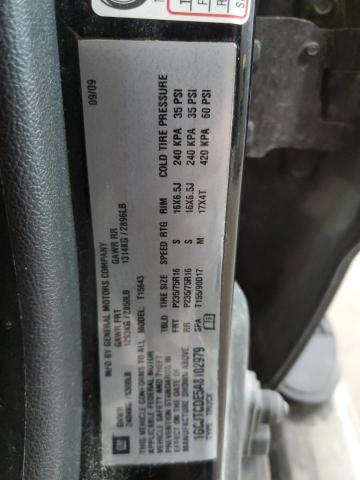 MFD BY GENERAL MOTORS COMPANY
09/09
GVWR GAWR FRT GAWR RR
1314KG/2896LB
MODEL: T15643
THIS VEHICLE CONFORMS TO ALL
APPLICABLE
SAFETY, AND THEFT
PREVENTION STANDARDS IN
EFFECT ON THE DATE OF
MANUFACTURE SHOWN ABOVE.
TYPE: TRUCK
TBLD TIRE SIZE SPEED RTG RIM COLD TIRE PRESSURE
FRT P235/75R16 S 16X6.5J 240 KPA 35 PSI
RR P235/75R16 S 16X6.5J 240 KPA 35 PSI
SPA T155/90D17 M 17X4T 420 KPA 60 PSI